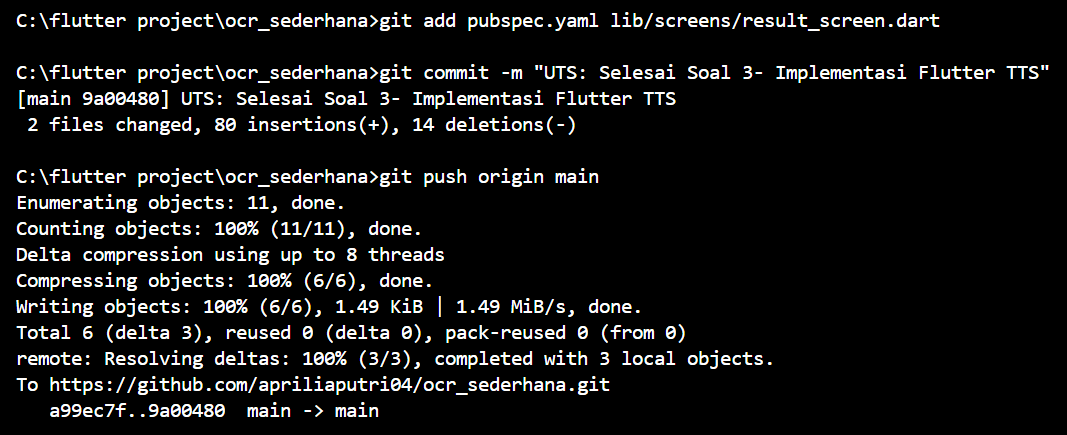 C:\flutter project\ocr_sederhana>git add pubspec.yaml lib/screens/result_screen.dart
C:\flutter project\ocr_sederhana>git commit -m "UTS: Selesai Soal 3- Implementasi Flutter TTS"
[main 9a00480] UTS: Selesai Soal 3- Implementasi Flutter TTS
 2 files changed, 80 insertions(+), 14 deletions(-)
C:\flutter project\ocr_sederhana>git push origin main
Enumerating objects: 11, done.
Counting objects: 100% (11/11), done.
Delta compression using up to 8 threads
Compressing objects: 100% (6/6), done.
Writing objects: 100% (6/6), 1.49 KiB | 1.49 MiB/s, done.
Total 6 (delta 3), reused 0 (delta 0), pack-reused 0 (from 0)
remote: Resolving deltas: 100% (3/3), completed with 3 local objects.
To https://github.com/apriliaputri04/ocr_sederhana.git
   a99ec7f..9a00480  main -> main